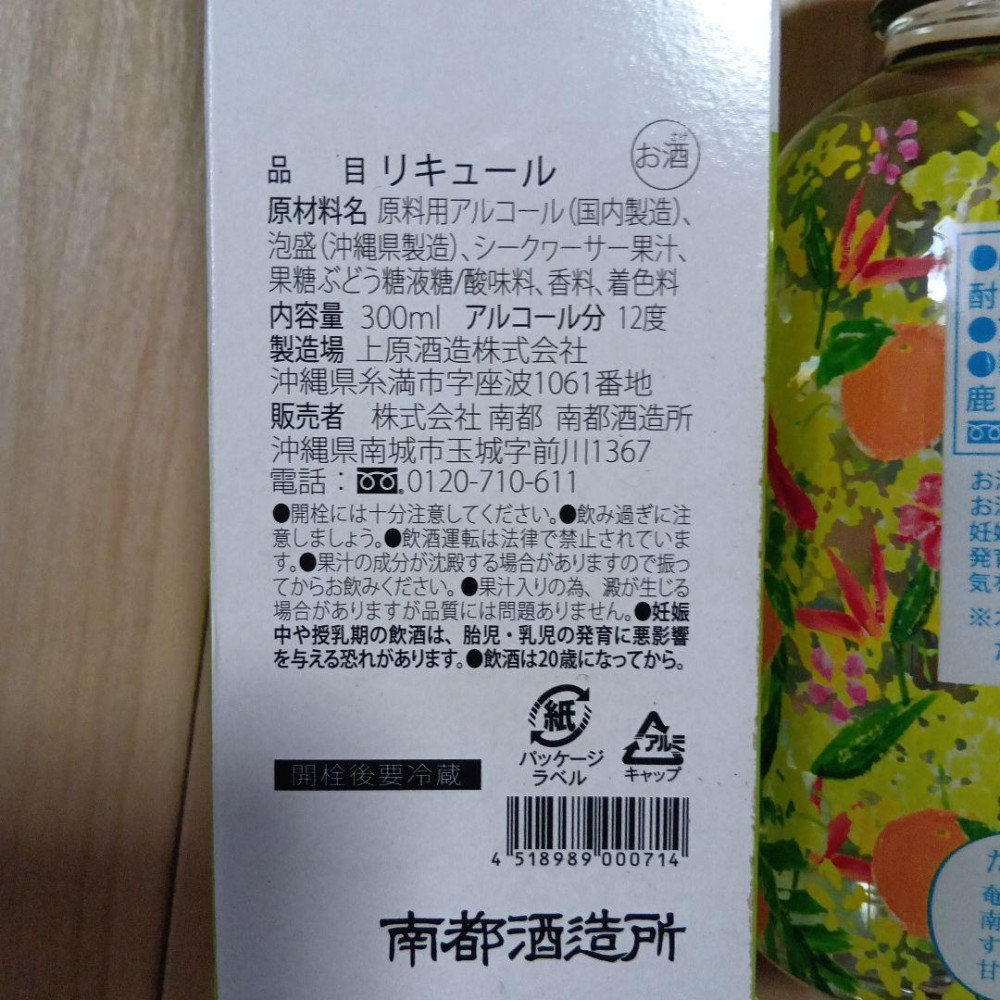 お酒
品 目 リキュール
原材料名 原料用アルコール(国内製造)、
泡盛(沖縄県製造)、シークヮーサー果汁、
果糖ぶどう糖液糖/酸味料、香料、着色料
内容量 300ml アルコール分 12度
製造場 上原酒造株式会社
沖縄県糸満市字座波1061番地
販売者 株式会社 南都 南都酒造所
沖縄県南城市玉城字前川1367
電話：0120-710-611
●開栓には十分注意してください。●飲み過ぎに注
意しましょう。●飲酒運転は法律で禁止されていま
す。●果汁の成分が沈殿する場合がありますので振っ
てからお飲みください。●果汁入りの為、澱が生じる
場合がありますが品質には問題ありません。●妊娠
中や授乳期の飲酒は、胎児・乳児の発育に悪影響
を与える恐れがあります。●飲酒は20歳になってから。
紙
パッケージ
ラベル
アルミ
キャップ
開栓後要冷蔵
4 518989 000714
南都酒造所
酎
鹿
お
妊
発
気
※
奄
南
す
甘